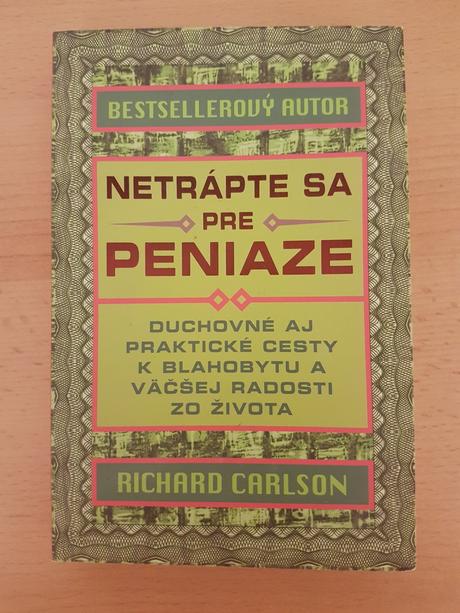 BESTSELLEROVÝ AUTOR
NETRÁPTE SA
PRE
PENIAZE
DUCHOVNÉ AJ
PRAKTICKÉ CESTY
K BLAHOBYTU A
VÄČŠEJ RADOSTI
ZO ŽIVOTA
RICHARD CARLSON